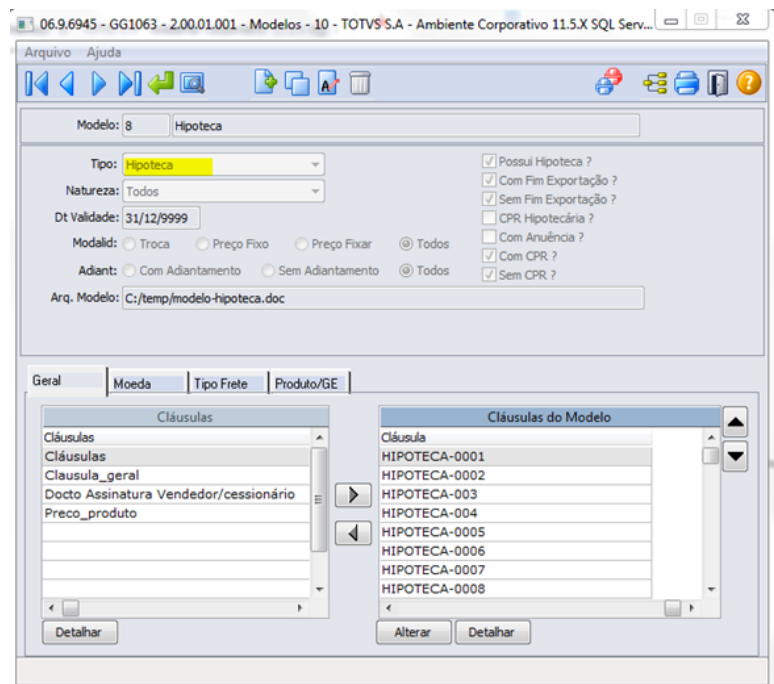 06.9.6945 - GG1063 - 2.00.01.001 - Modelos - 10 - TOTVS S.A - Ambiente Corporativo 11.5.X SQL Serv...
Arquivo Ajuda
Modelo: 8 Hipoteca
Tipo: Hipoteca
Natureza: Todos
Dt Validade: 31/12/9999
Modalid: Troca Preço Fixo Preço Fixar Todos
Adiant: Com Adiantamento Sem Adiantamento Todos
Arq. Modelo: C:/temp/modelo-hipoteca.doc
Possui Hipoteca ?
Com Fim Exportação ?
Sem Fim Exportação ?
CPR Hipotecária ?
Com Anuência ?
Com CPR ?
Sem CPR ?
Geral Moeda Tipo Frete Produto/GE
Cláusulas
Cláusulas
Cláusulas
Clausula_geral
Docto Assinatura Vendedor/cessionário
Preco_produto
Detalhar
Cláusulas do Modelo
Cláusula
HIPOTECA-0001
HIPOTECA-0002
HIPOTECA-003
HIPOTECA-004
HIPOTECA-0005
HIPOTECA-0006
HIPOTECA-0007
HIPOTECA-0008
Alterar Detalhar